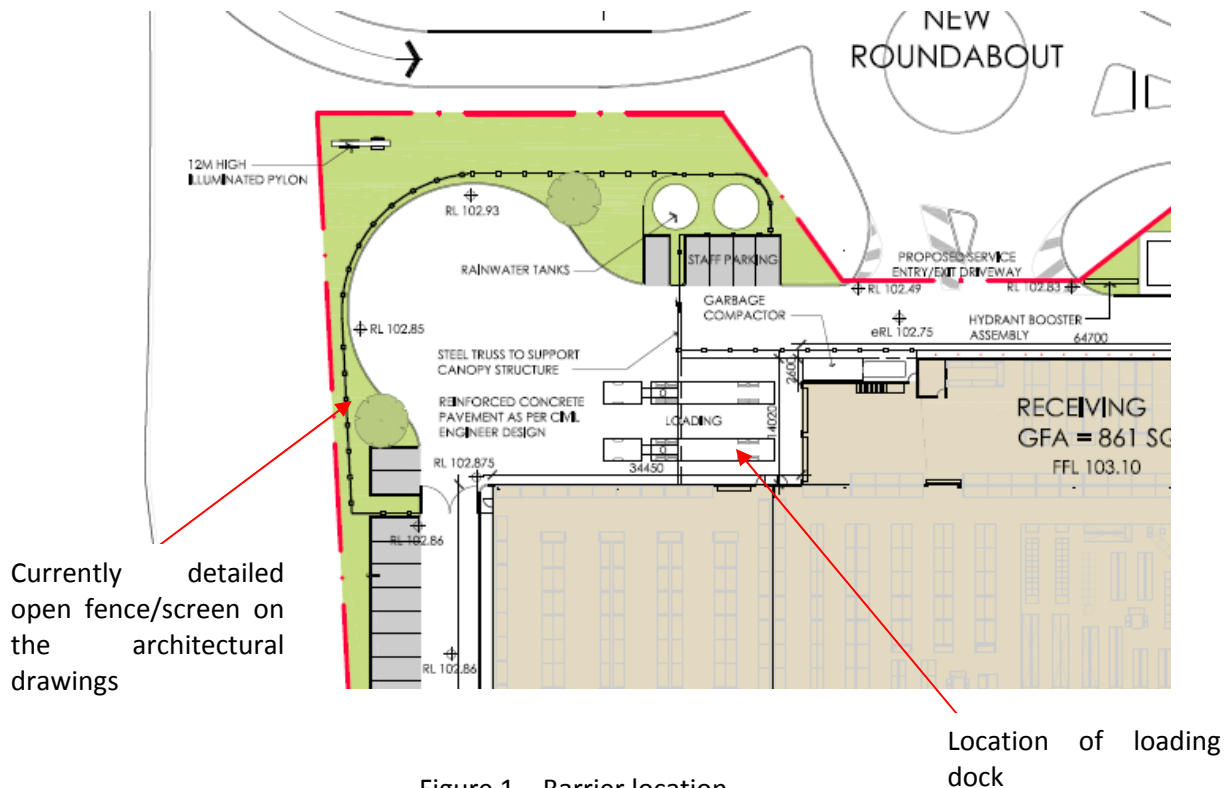 NEW
ROUNDABOUT
12M HIGH
ILLUMINATED PYLON
RL 102.93
RAINWATER TANKS
STAFF PARKING
PROPOSED SERVICE
ENTRY/EXIT DRIVEWAY
RL 102.49
RL 102.83
GARBAGE
COMPACTOR
eRL 102.75
HYDRANT BOOSTER
ASSEMBLY
64700
RL 102.85
STEEL TRUSS TO SUPPORT
CANOPY STRUCTURE
2600
REINFORCED CONCRETE
PAVEMENT AS PER CIVIL
ENGINEER DESIGN
LOADING
14020
RECEIVING
GFA = 861 SQ
FFL 103.10
RL 102.875
34450
RL 102.86
RL 102.86
Currently detailed
open fence/screen on
the architectural
drawings
Location of loading
dock
Figure 1 Barrier location